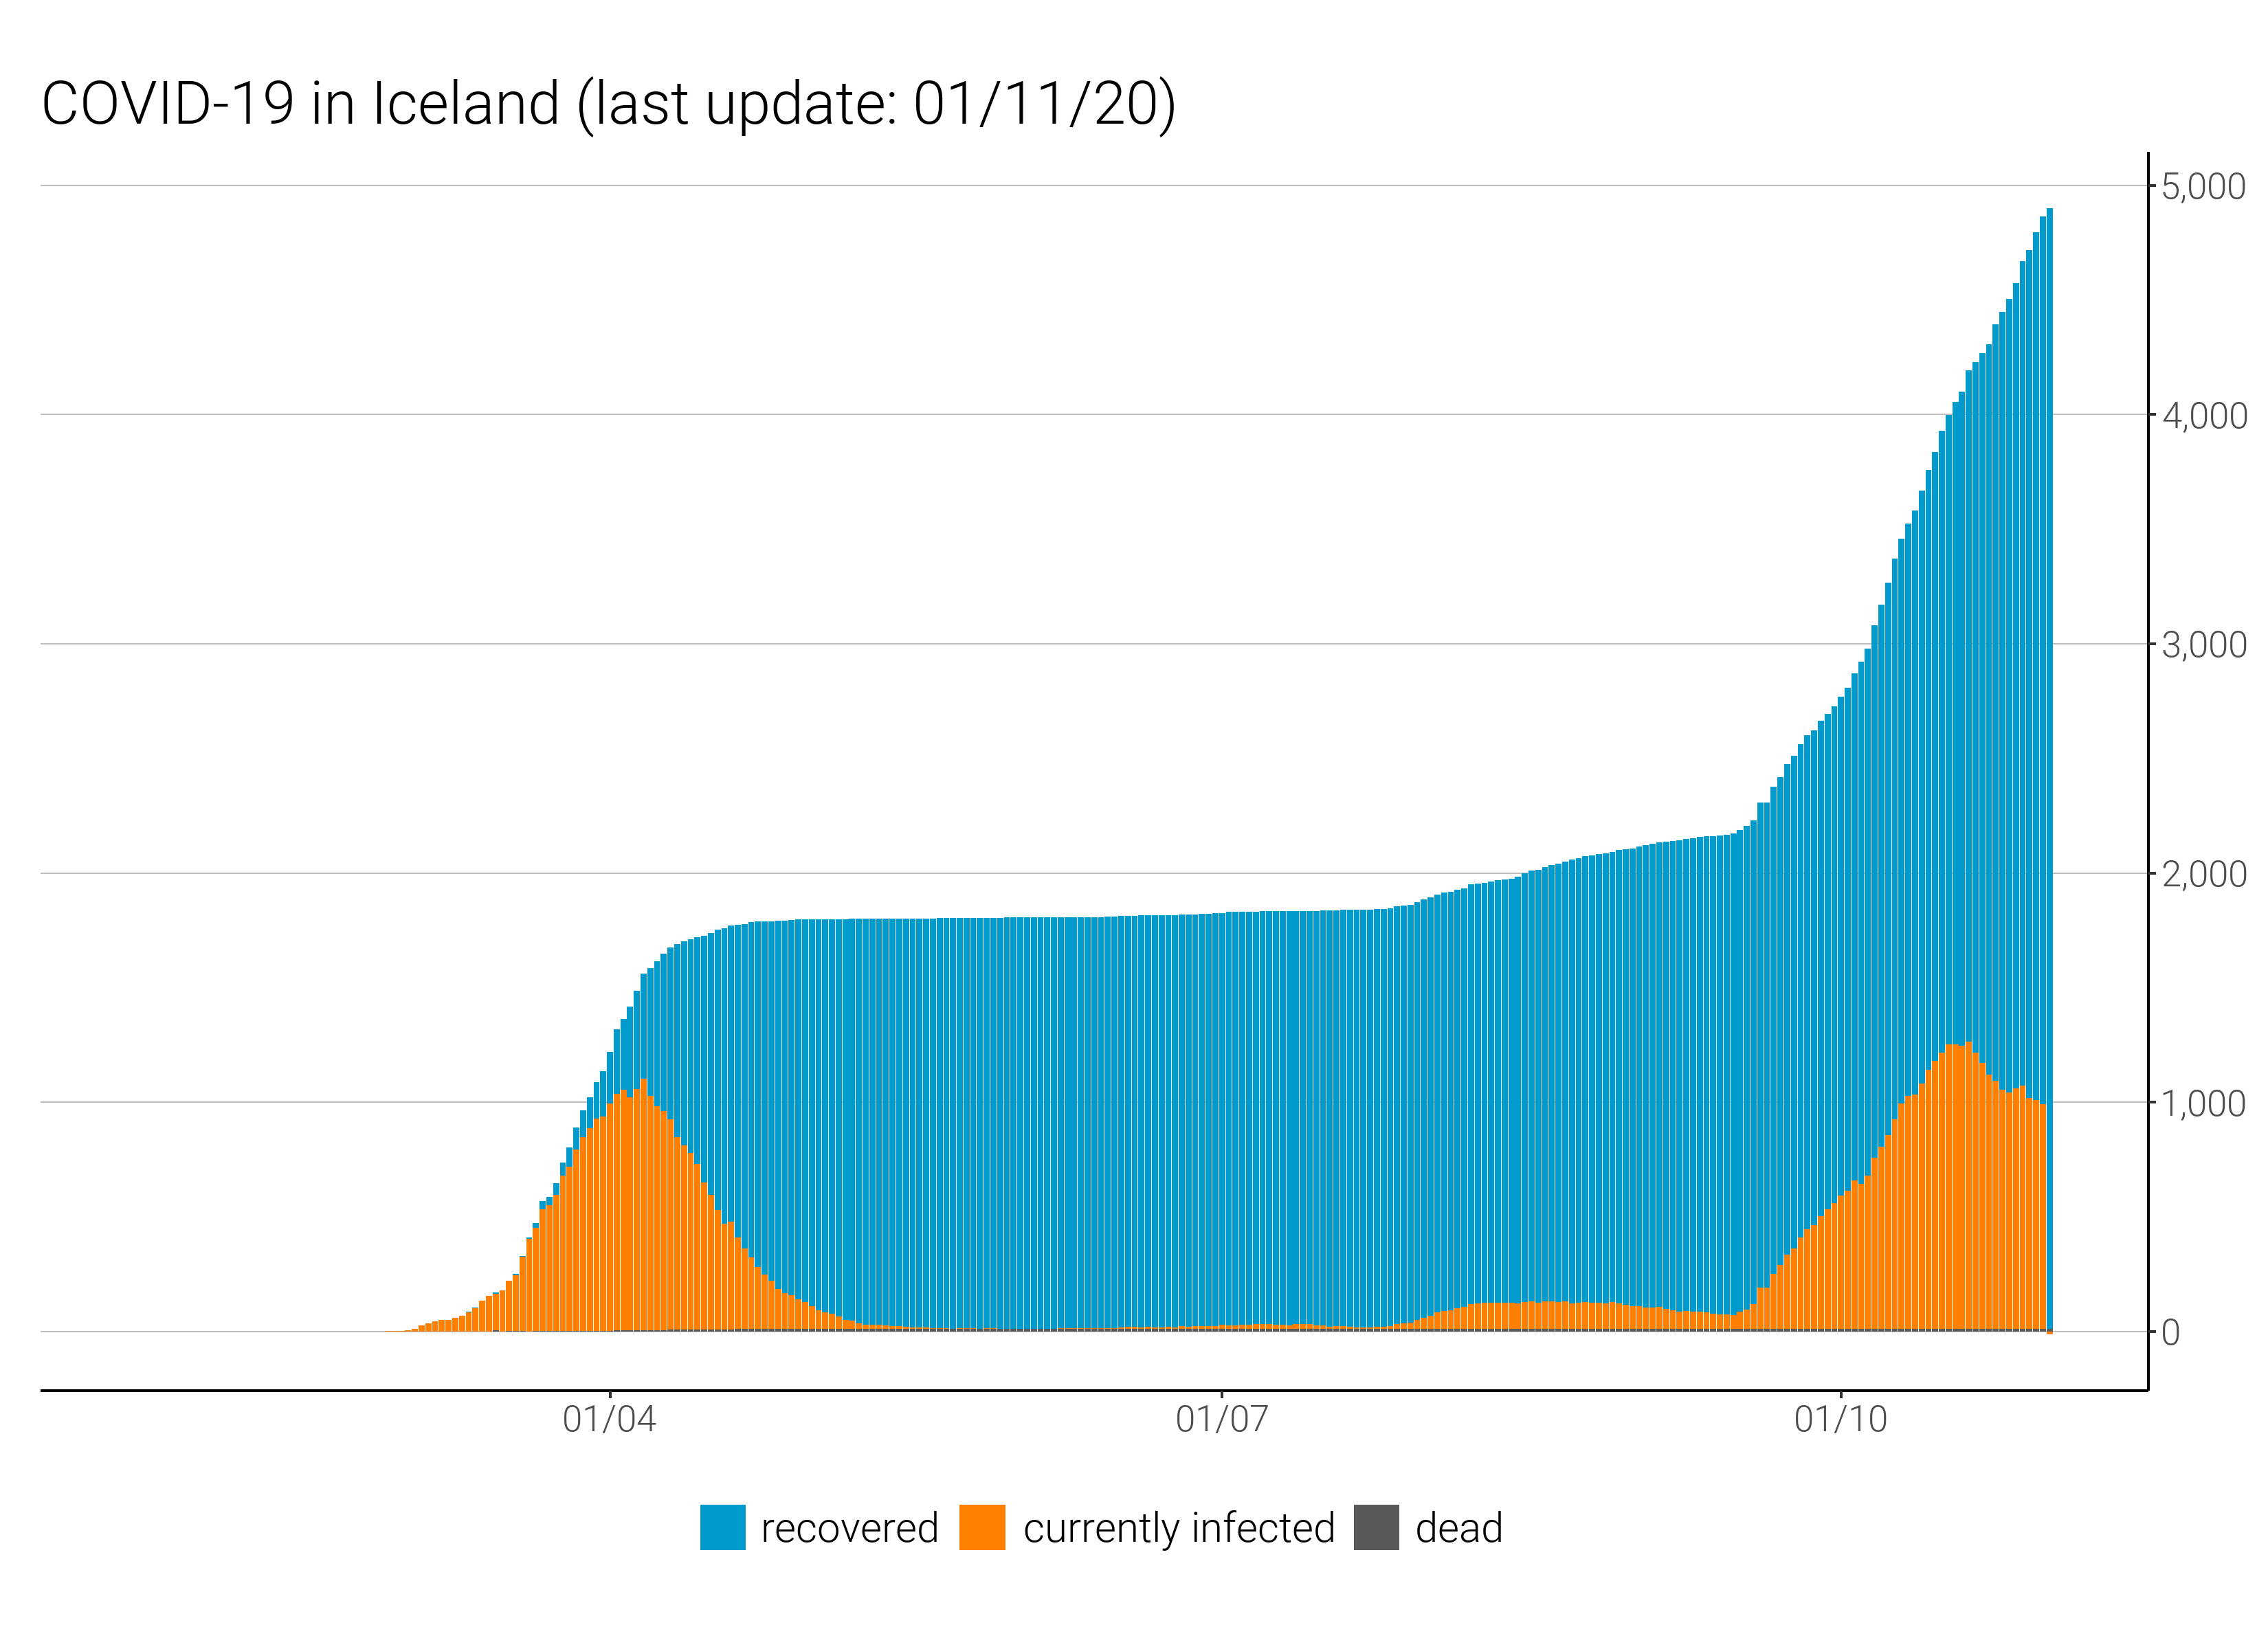 COVID-19 in Iceland (last update: 01/11/20)
5,000
4,000
3,000
2,000
1,000
0
01/04 01/07 01/10
recovered currently infected dead